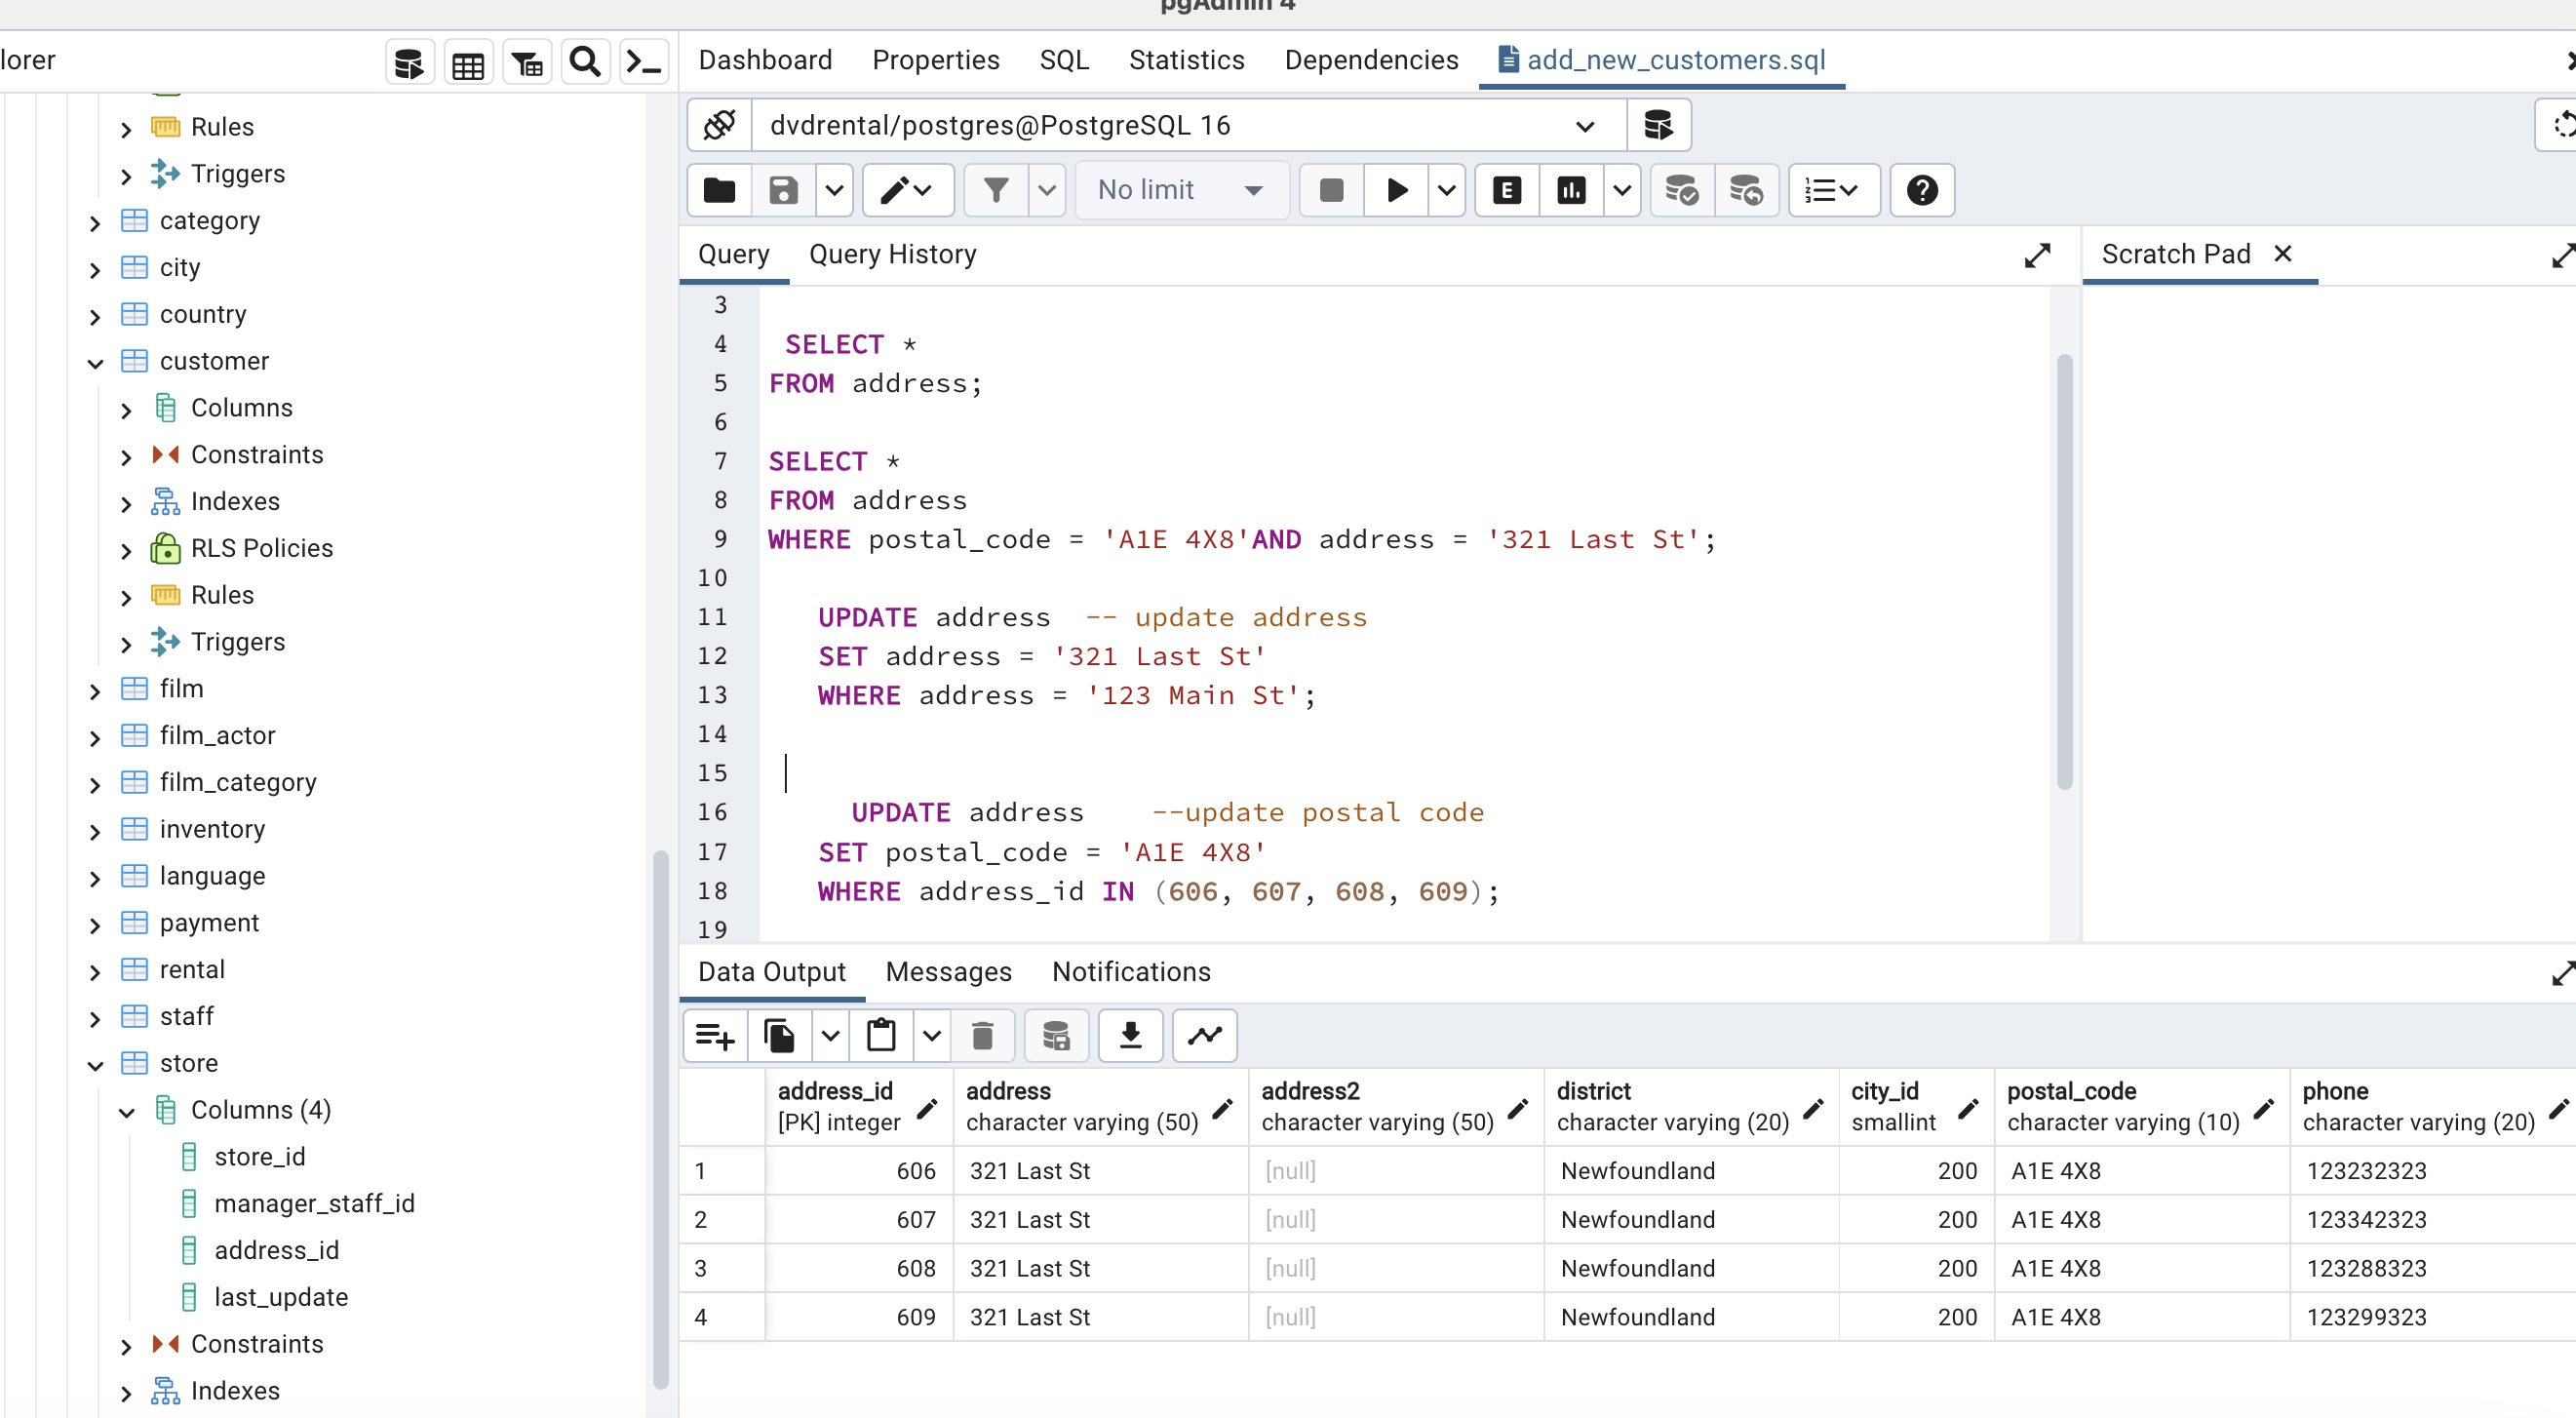 pgAdmin 4
lorer
Dashboard Properties SQL Statistics Dependencies add_new_customers.sql
dvdrental/postgres@PostgreSQL 16
No limit
Query Query History
Scratch Pad
Rules
Triggers
category
city
country
customer
Columns
Constraints
Indexes
RLS Policies
Rules
Triggers
film
film_actor
film_category
inventory
language
payment
rental
staff
store
Columns (4)
store_id
manager_staff_id
address_id
last_update
Constraints
Indexes
3
4 SELECT *
5 FROM address;
6
7 SELECT *
8 FROM address
9 WHERE postal_code = 'A1E 4X8'AND address = '321 Last St';
10
11 UPDATE address -- update address
12 SET address = '321 Last St'
13 WHERE address = '123 Main St';
14
15
16 UPDATE address --update postal code
17 SET postal_code = 'A1E 4X8'
18 WHERE address_id IN (606, 607, 608, 609);
19
Data Output Messages Notifications
address_id address address2 district city_id postal_code phone
[PK] integer character varying (50) character varying (50) character varying (20) smallint character varying (10) character varying (20)
1 606 321 Last St [null] Newfoundland 200 A1E 4X8 123232323
2 607 321 Last St [null] Newfoundland 200 A1E 4X8 123342323
3 608 321 Last St [null] Newfoundland 200 A1E 4X8 123288323
4 609 321 Last St [null] Newfoundland 200 A1E 4X8 123299323